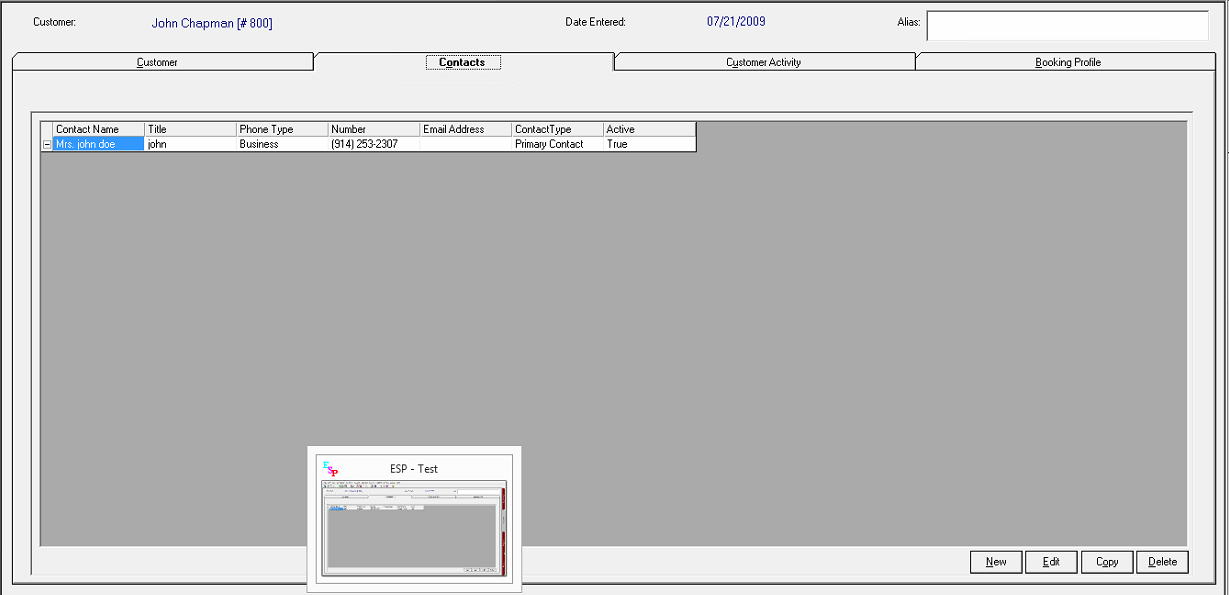 Customer: John Chapman [# 800] Date Entered: 07/21/2009 Alias:
Customer Contacts Customer Activity Booking Profile
Contact Name Title Phone Type Number Email Address ContactType Active
Mrs. john doe john Business (914) 253-2307 Primary Contact True
ESP ESP - Test
New Edit Copy Delete